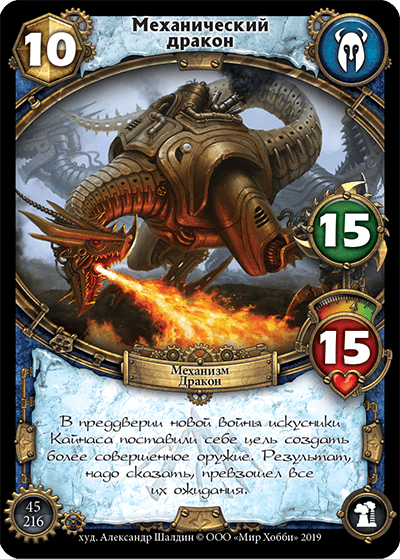 Механический
дракон
10
15
15
Механизм
Дракон
В преддверии новой войны искусники
Кайнаса поставили себе цель создать
более совершенное оружие. Результат,
надо сказать, превзошел все
их ожидания.
45
216
худ. Александр Шалдин © ООО «Мир Хобби» 2019